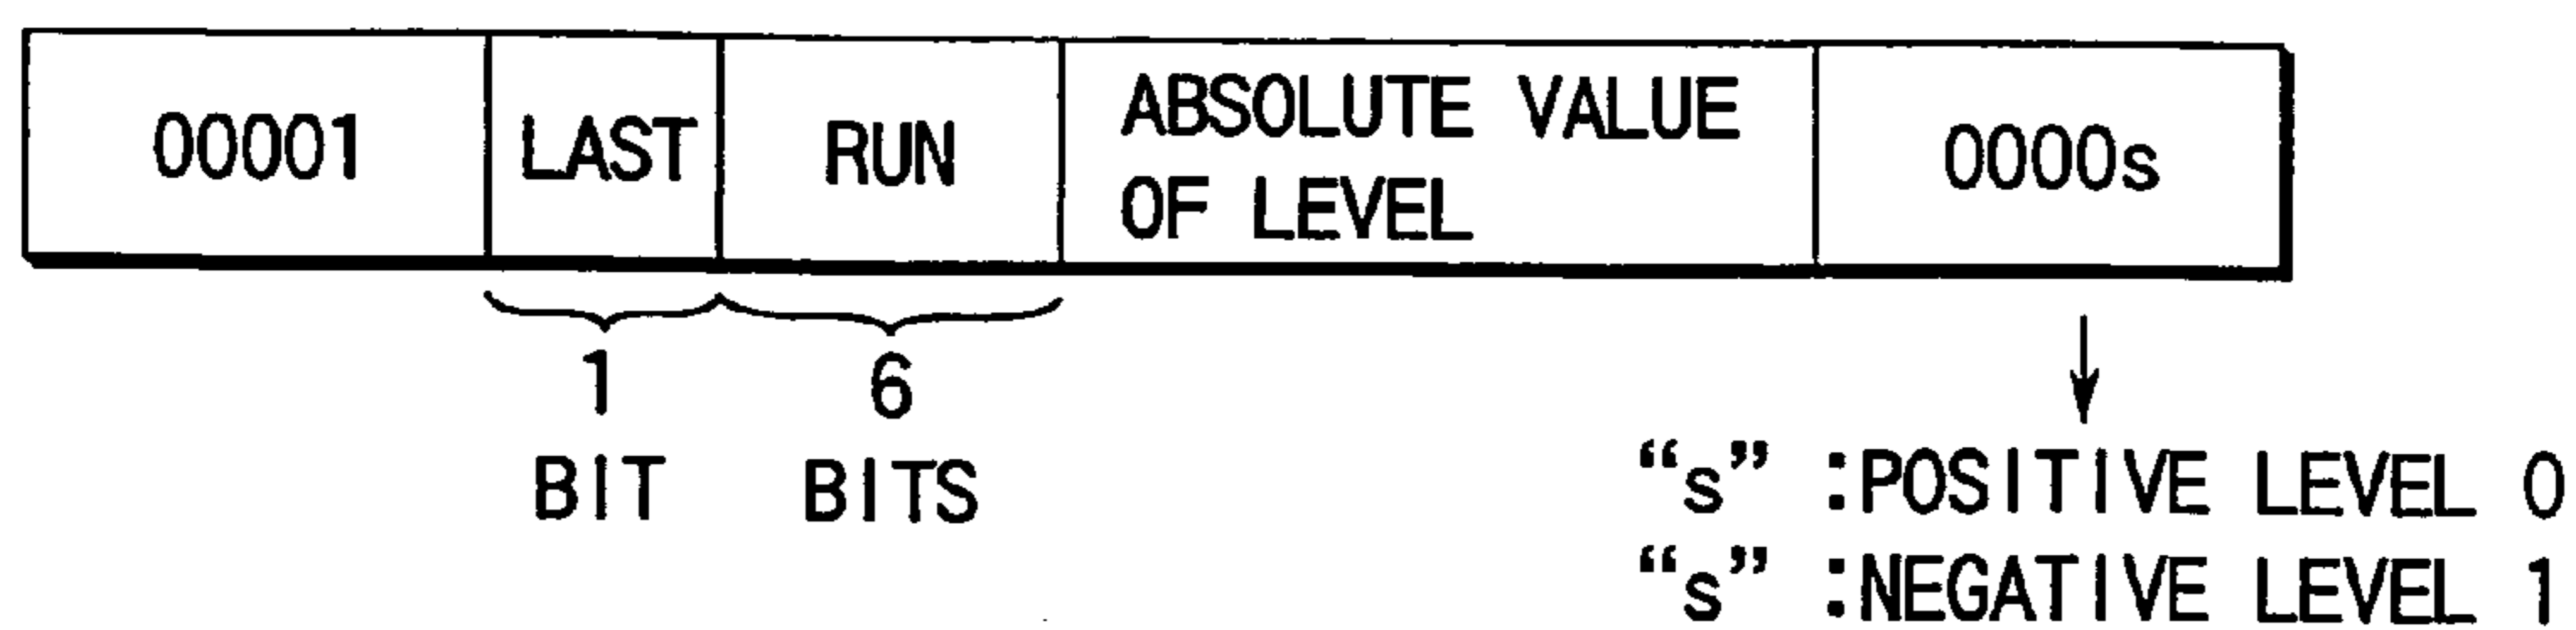 00001 LAST RUN ABSOLUTE VALUE OF LEVEL 0000s
1 BIT 6 BITS
“s” :POSITIVE LEVEL 0
“s” :NEGATIVE LEVEL 1